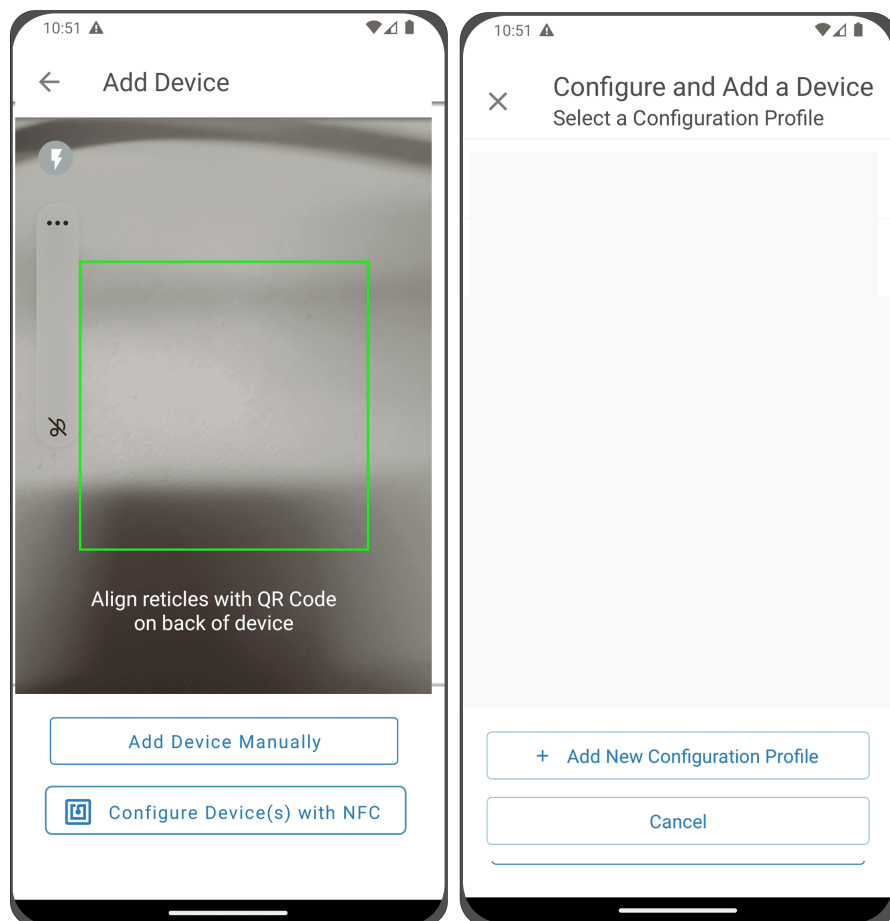 10:51
Add Device
Align reticles with QR Code
on back of device
Add Device Manually
Configure Device(s) with NFC
10:51
Configure and Add a Device
Select a Configuration Profile
+ Add New Configuration Profile
Cancel